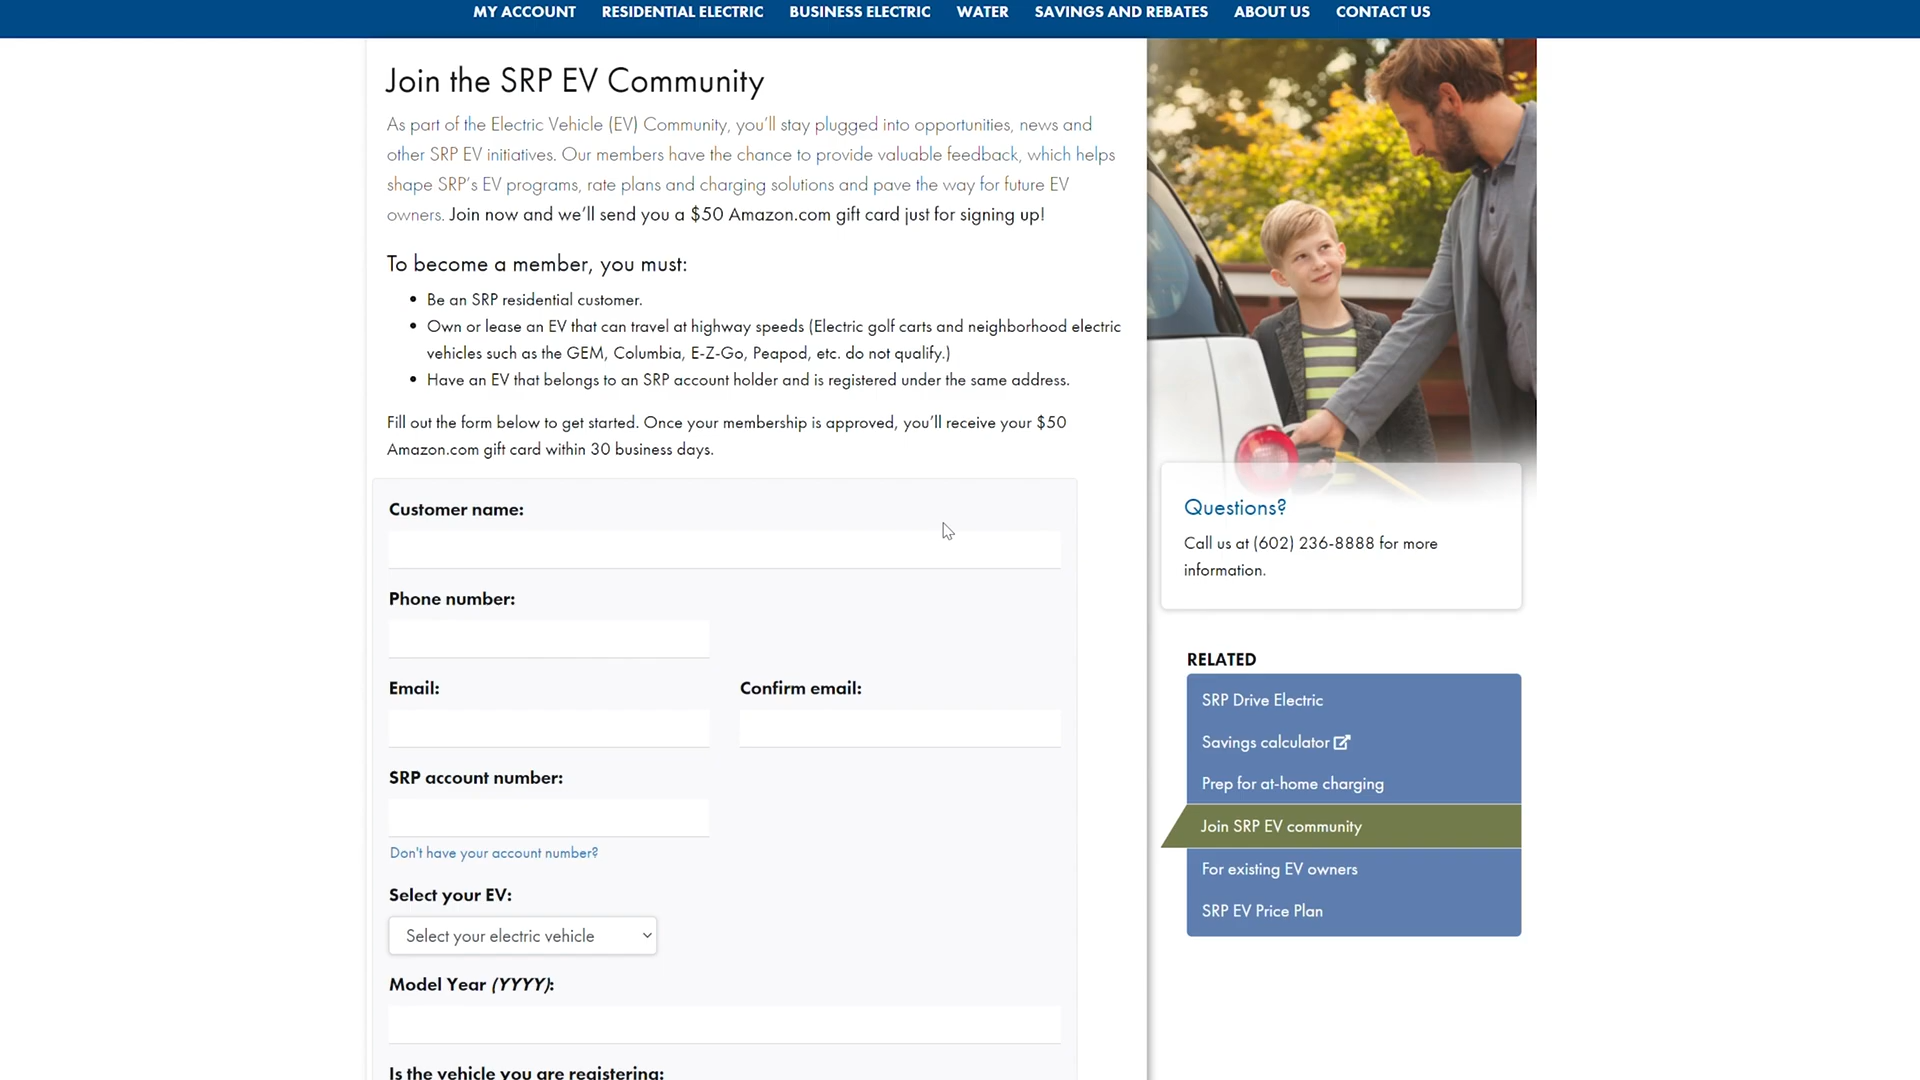 MY ACCOUNT RESIDENTIAL ELECTRIC BUSINESS ELECTRIC WATER SAVINGS AND REBATES ABOUT US CONTACT US
Join the SRP EV Community
As part of the Electric Vehicle (EV) Community, you'll stay plugged into opportunities, news and
other SRP EV initiatives. Our members have the chance to provide valuable feedback, which helps
shape SRP's EV programs, rate plans and charging solutions and pave the way for future EV
owners. Join now and we'll send you a $50 Amazon.com gift card just for signing up!
To become a member, you must:
• Be an SRP residential customer.
• Own or lease an EV that can travel at highway speeds (Electric golf carts and neighborhood electric
vehicles such as the GEM, Columbia, E-Z-Go, Peapod, etc. do not qualify.)
• Have an EV that belongs to an SRP account holder and is registered under the same address.
Fill out the form below to get started. Once your membership is approved, you'll receive your $50
Amazon.com gift card within 30 business days.
Customer name:
Phone number:
Email: Confirm email:
SRP account number:
Don't have your account number?
Select your EV:
Select your electric vehicle
Model Year (YYYY):
Is the vehicle you are registering:
Questions?
Call us at (602) 236-8888 for more
information.
RELATED
SRP Drive Electric
Savings calculator
Prep for at-home charging
Join SRP EV community
For existing EV owners
SRP EV Price Plan